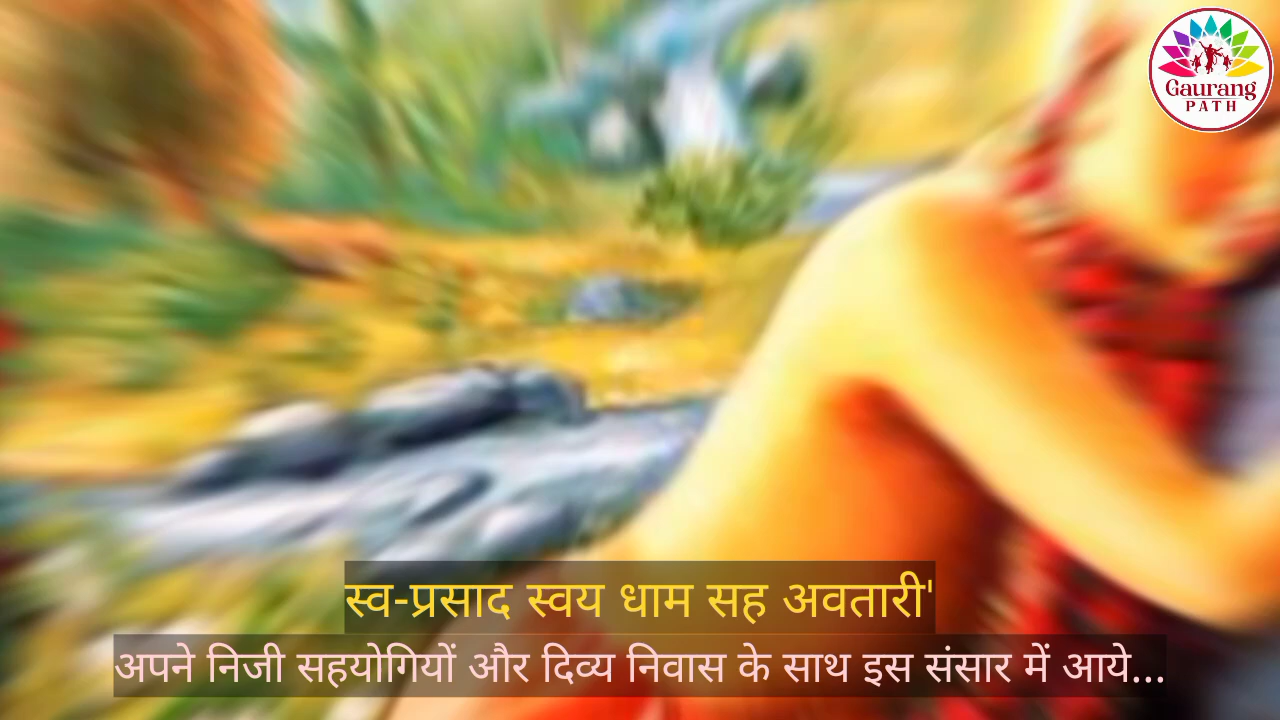 Gaurang
PATH
स्व-प्रसाद स्वय धाम सह अवतारी'
अपने निजी सहयोगियों और दिव्य निवास के साथ इस संसार में आये...